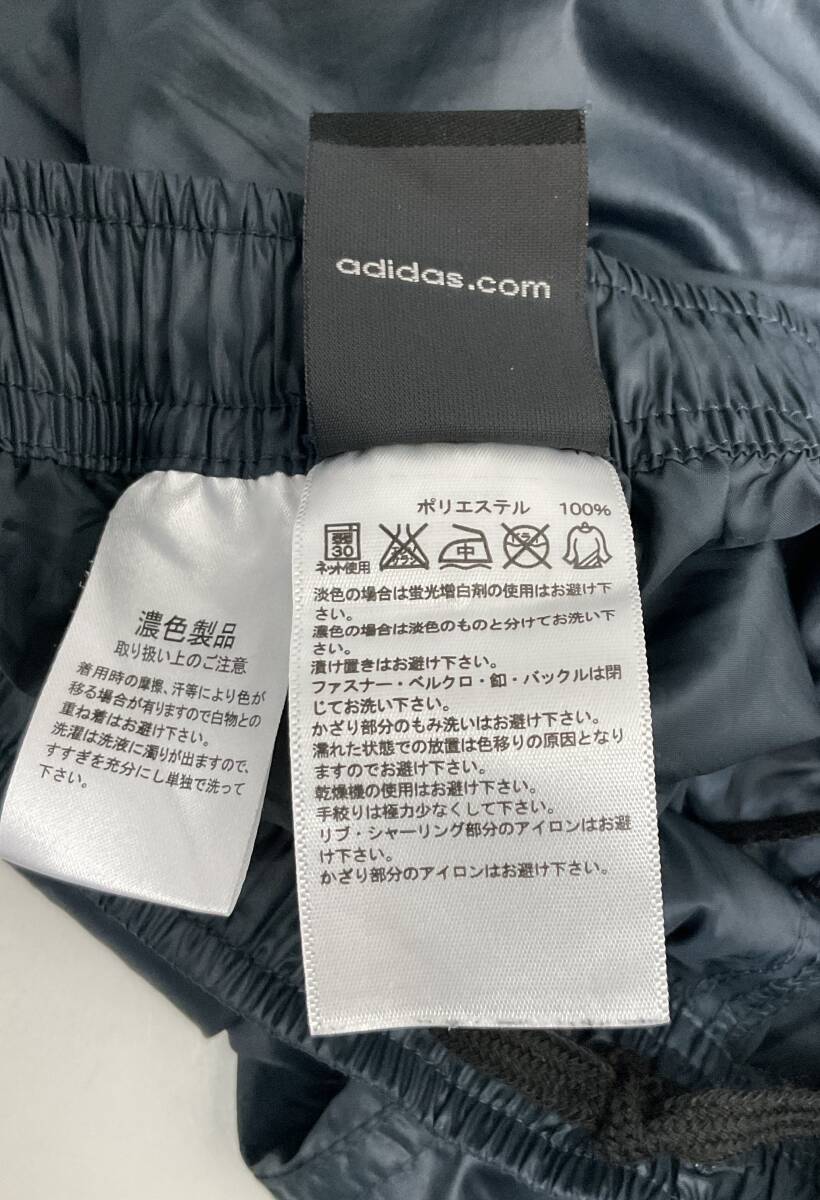 adidas.com
ポリエステル 100%
30
ネット使用
中
淡色の場合は蛍光増白剤の使用はお避け下
さい。
濃色の場合は淡色のものと分けてお洗い下
さい。
漬け置きはお避け下さい。
ファスナー・ベルクロ・釦・バックルは閉
じてお洗い下さい。
かざり部分のもみ洗いはお避け下さい。
濡れた状態での放置は色移りの原因となり
ますのでお避け下さい。
乾燥機の使用はお避け下さい。
手絞りは極力少なくして下さい。
リブ・シャーリング部分のアイロンはお避
け下さい。
かざり部分のアイロンはお避け下さい。
濃色製品
取り扱い上のご注意
着用時の摩擦、汗等により色が
移る場合が有りますので白物との
重ね着はお避け下さい。
洗濯は洗液に濁りが出ますので、
すすぎを充分にし単独で洗って
下さい。